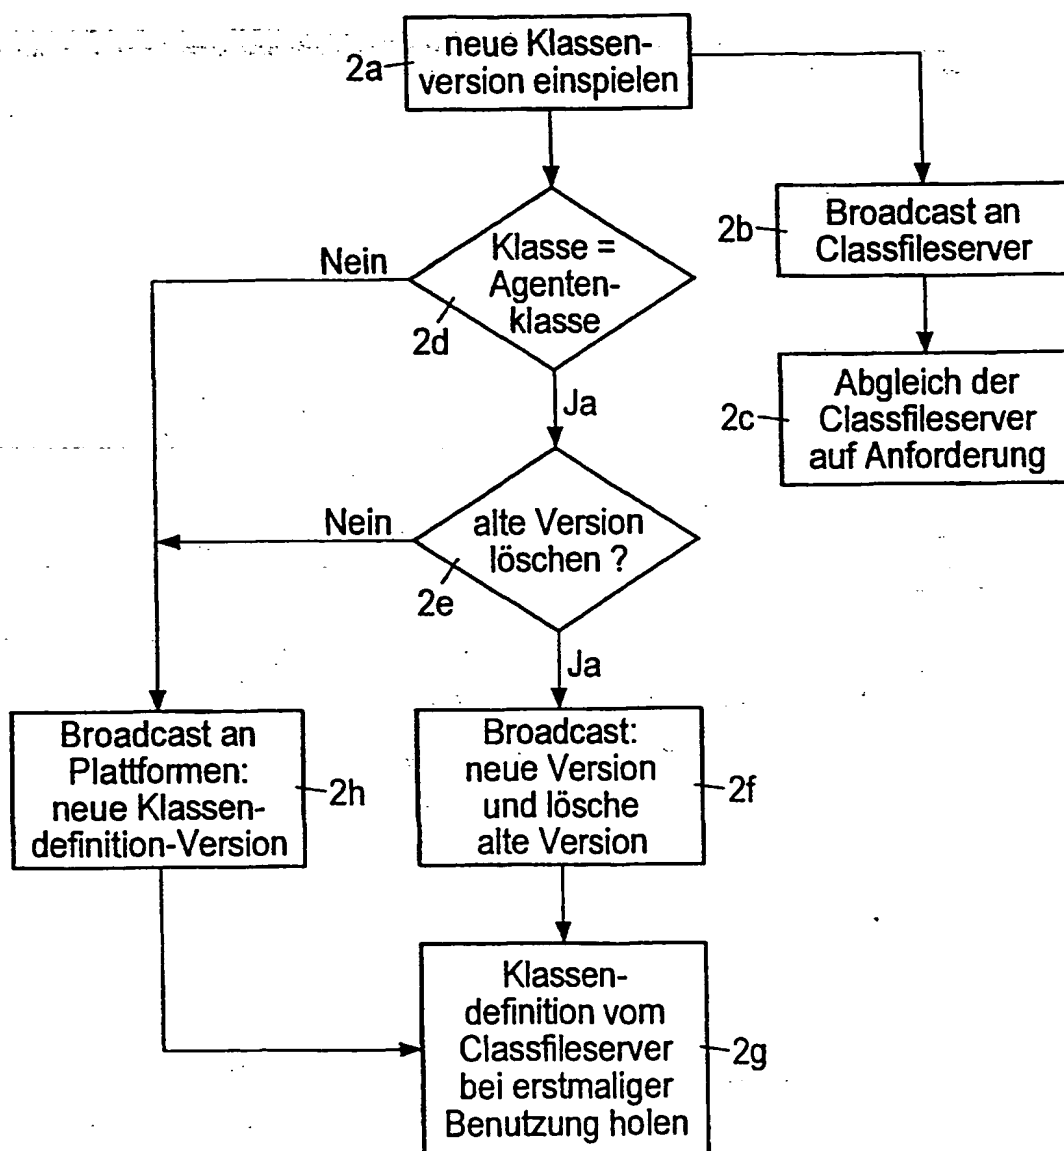 neue Klassen-
version einspielen
2a
2b
Broadcast an
Classfileserver
Nein
Klasse =
Agenten-
klasse
2d
Ja
2c
Abgleich der
Classfileserver
auf Anforderung
Nein
alte Version
löschen ?
2e
Ja
Broadcast an
Plattformen:
neue Klassen-
definition-Version
2h
Broadcast:
neue Version
und lösche
alte Version
2f
Klassen-
definition vom
Classfileserver
bei erstmaliger
Benutzung holen
2g